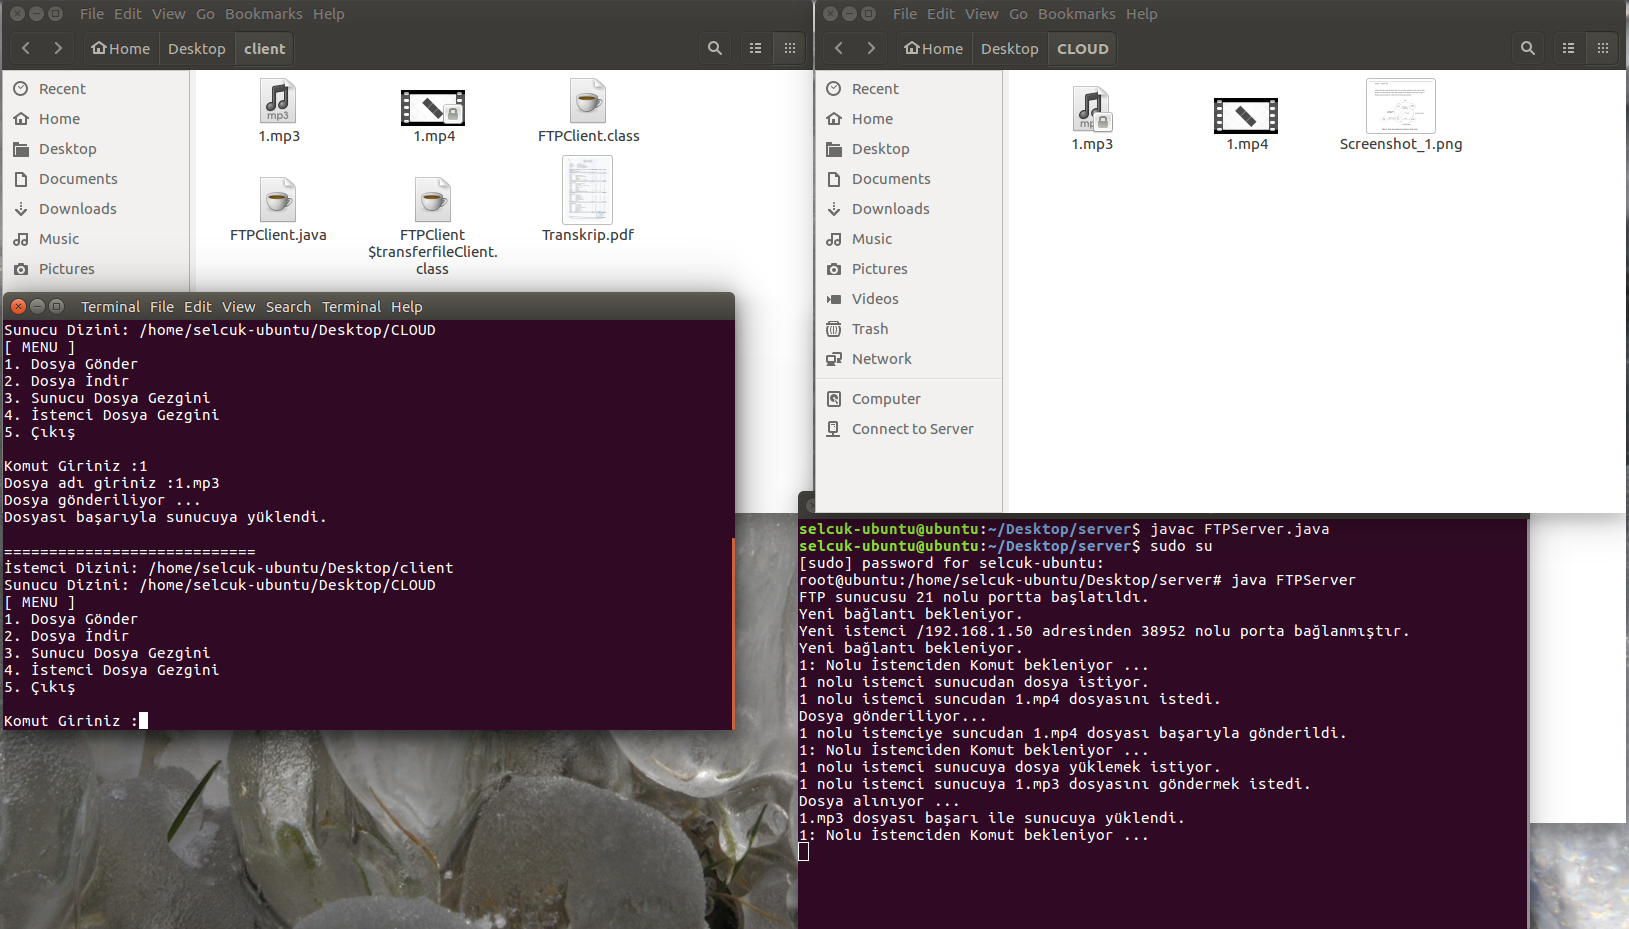 File Edit View Go Bookmarks Help
Home Desktop client
Recent
Home
Desktop
Documents
Downloads
Music
Pictures
mp3
1.mp3
1.mp4
FTPClient.class
FTPClient.java
FTPClient
$transferfileClient.
class
Transkrip.pdf
File Edit View Go Bookmarks Help
Home Desktop CLOUD
Recent
Home
Desktop
Documents
Downloads
Music
Pictures
Videos
Trash
Network
Computer
Connect to Server
1.mp3
1.mp4
Screenshot_1.png
Terminal File Edit View Search Terminal Help
Sunucu Dizini: /home/selcuk-ubuntu/Desktop/CLOUD
[ MENU ]
1. Dosya Gönder
2. Dosya İndir
3. Sunucu Dosya Gezgini
4. İstemci Dosya Gezgini
5. Çıkış
Komut Giriniz :1
Dosya adı giriniz :1.mp3
Dosya gönderiliyor ...
Dosyası başarıyla sunucuya yüklendi.
============================
İstemci Dizini: /home/selcuk-ubuntu/Desktop/client
Sunucu Dizini: /home/selcuk-ubuntu/Desktop/CLOUD
[ MENU ]
1. Dosya Gönder
2. Dosya İndir
3. Sunucu Dosya Gezgini
4. İstemci Dosya Gezgini
5. Çıkış
Komut Giriniz :
selcuk-ubuntu@ubuntu:~/Desktop/server$ javac FTPServer.java
selcuk-ubuntu@ubuntu:~/Desktop/server$ sudo su
[sudo] password for selcuk-ubuntu:
root@ubuntu:/home/selcuk-ubuntu/Desktop/server# java FTPServer
FTP sunucusu 21 nolu portta başlatıldı.
Yeni bağlantı bekleniyor.
Yeni istemci /192.168.1.50 adresinden 38952 nolu porta bağlanmıştır.
Yeni bağlantı bekleniyor.
1: Nolu İstemciden Komut bekleniyor ...
1 nolu istemci sunucudan dosya istiyor.
1 nolu istemci sunucudan 1.mp4 dosyasını istedi.
Dosya gönderiliyor...
1 nolu istemciye suncudan 1.mp4 dosyası başarıyla gönderildi.
1: Nolu İstemciden Komut bekleniyor ...
1 nolu istemci sunucuya dosya yüklemek istiyor.
1 nolu istemci sunucuya 1.mp3 dosyasını göndermek istedi.
Dosya alınıyor ...
1.mp3 dosyası başarı ile sunucuya yüklendi.
1: Nolu İstemciden Komut bekleniyor ...